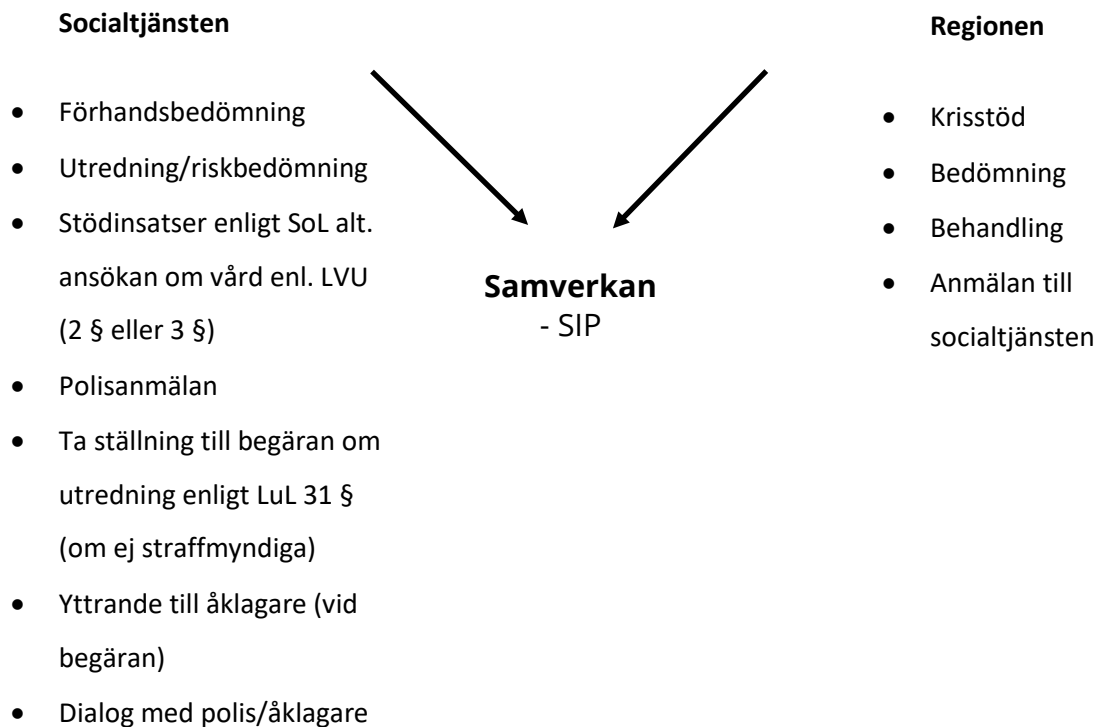 Socialtjänsten
• Förhandsbedömning
• Utredning/riskbedömning
• Stödinsatser enligt SoL alt.
ansökan om vård enl. LVU
(2 § eller 3 §)
• Polisanmälan
• Ta ställning till begäran om
utredning enligt LuL 31 §
(om ej straffmyndiga)
• Yttrande till åklagare (vid
begäran)
• Dialog med polis/åklagare
Samverkan
- SIP
Regionen
• Krisstöd
• Bedömning
• Behandling
• Anmälan till
socialtjänsten